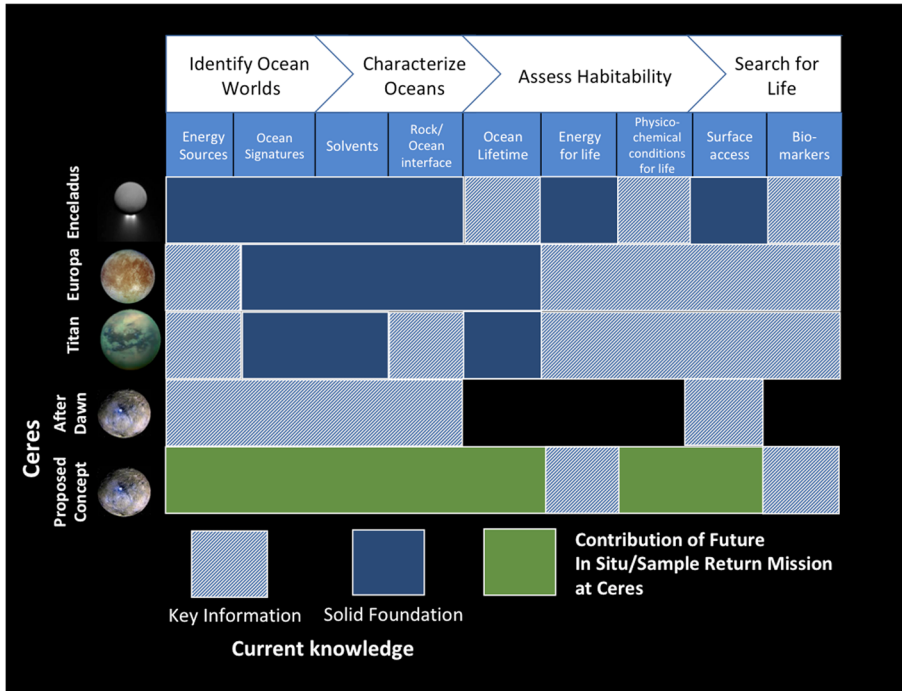 Identify Ocean
Worlds
Characterize
Oceans
Assess Habitability
Search for
Life
Energy
Sources
Ocean
Signatures
Solvents
Rock/
Ocean
interface
Ocean
Lifetime
Energy
for life
Physico-
chemical
conditions
for life
Surface
access
Bio-
markers
Enceladus
Europa
Titan
Ceres
After
Dawn
Proposed
Concept
Key Information
Solid Foundation
Contribution of Future
In Situ/Sample Return Mission
at Ceres
Current knowledge